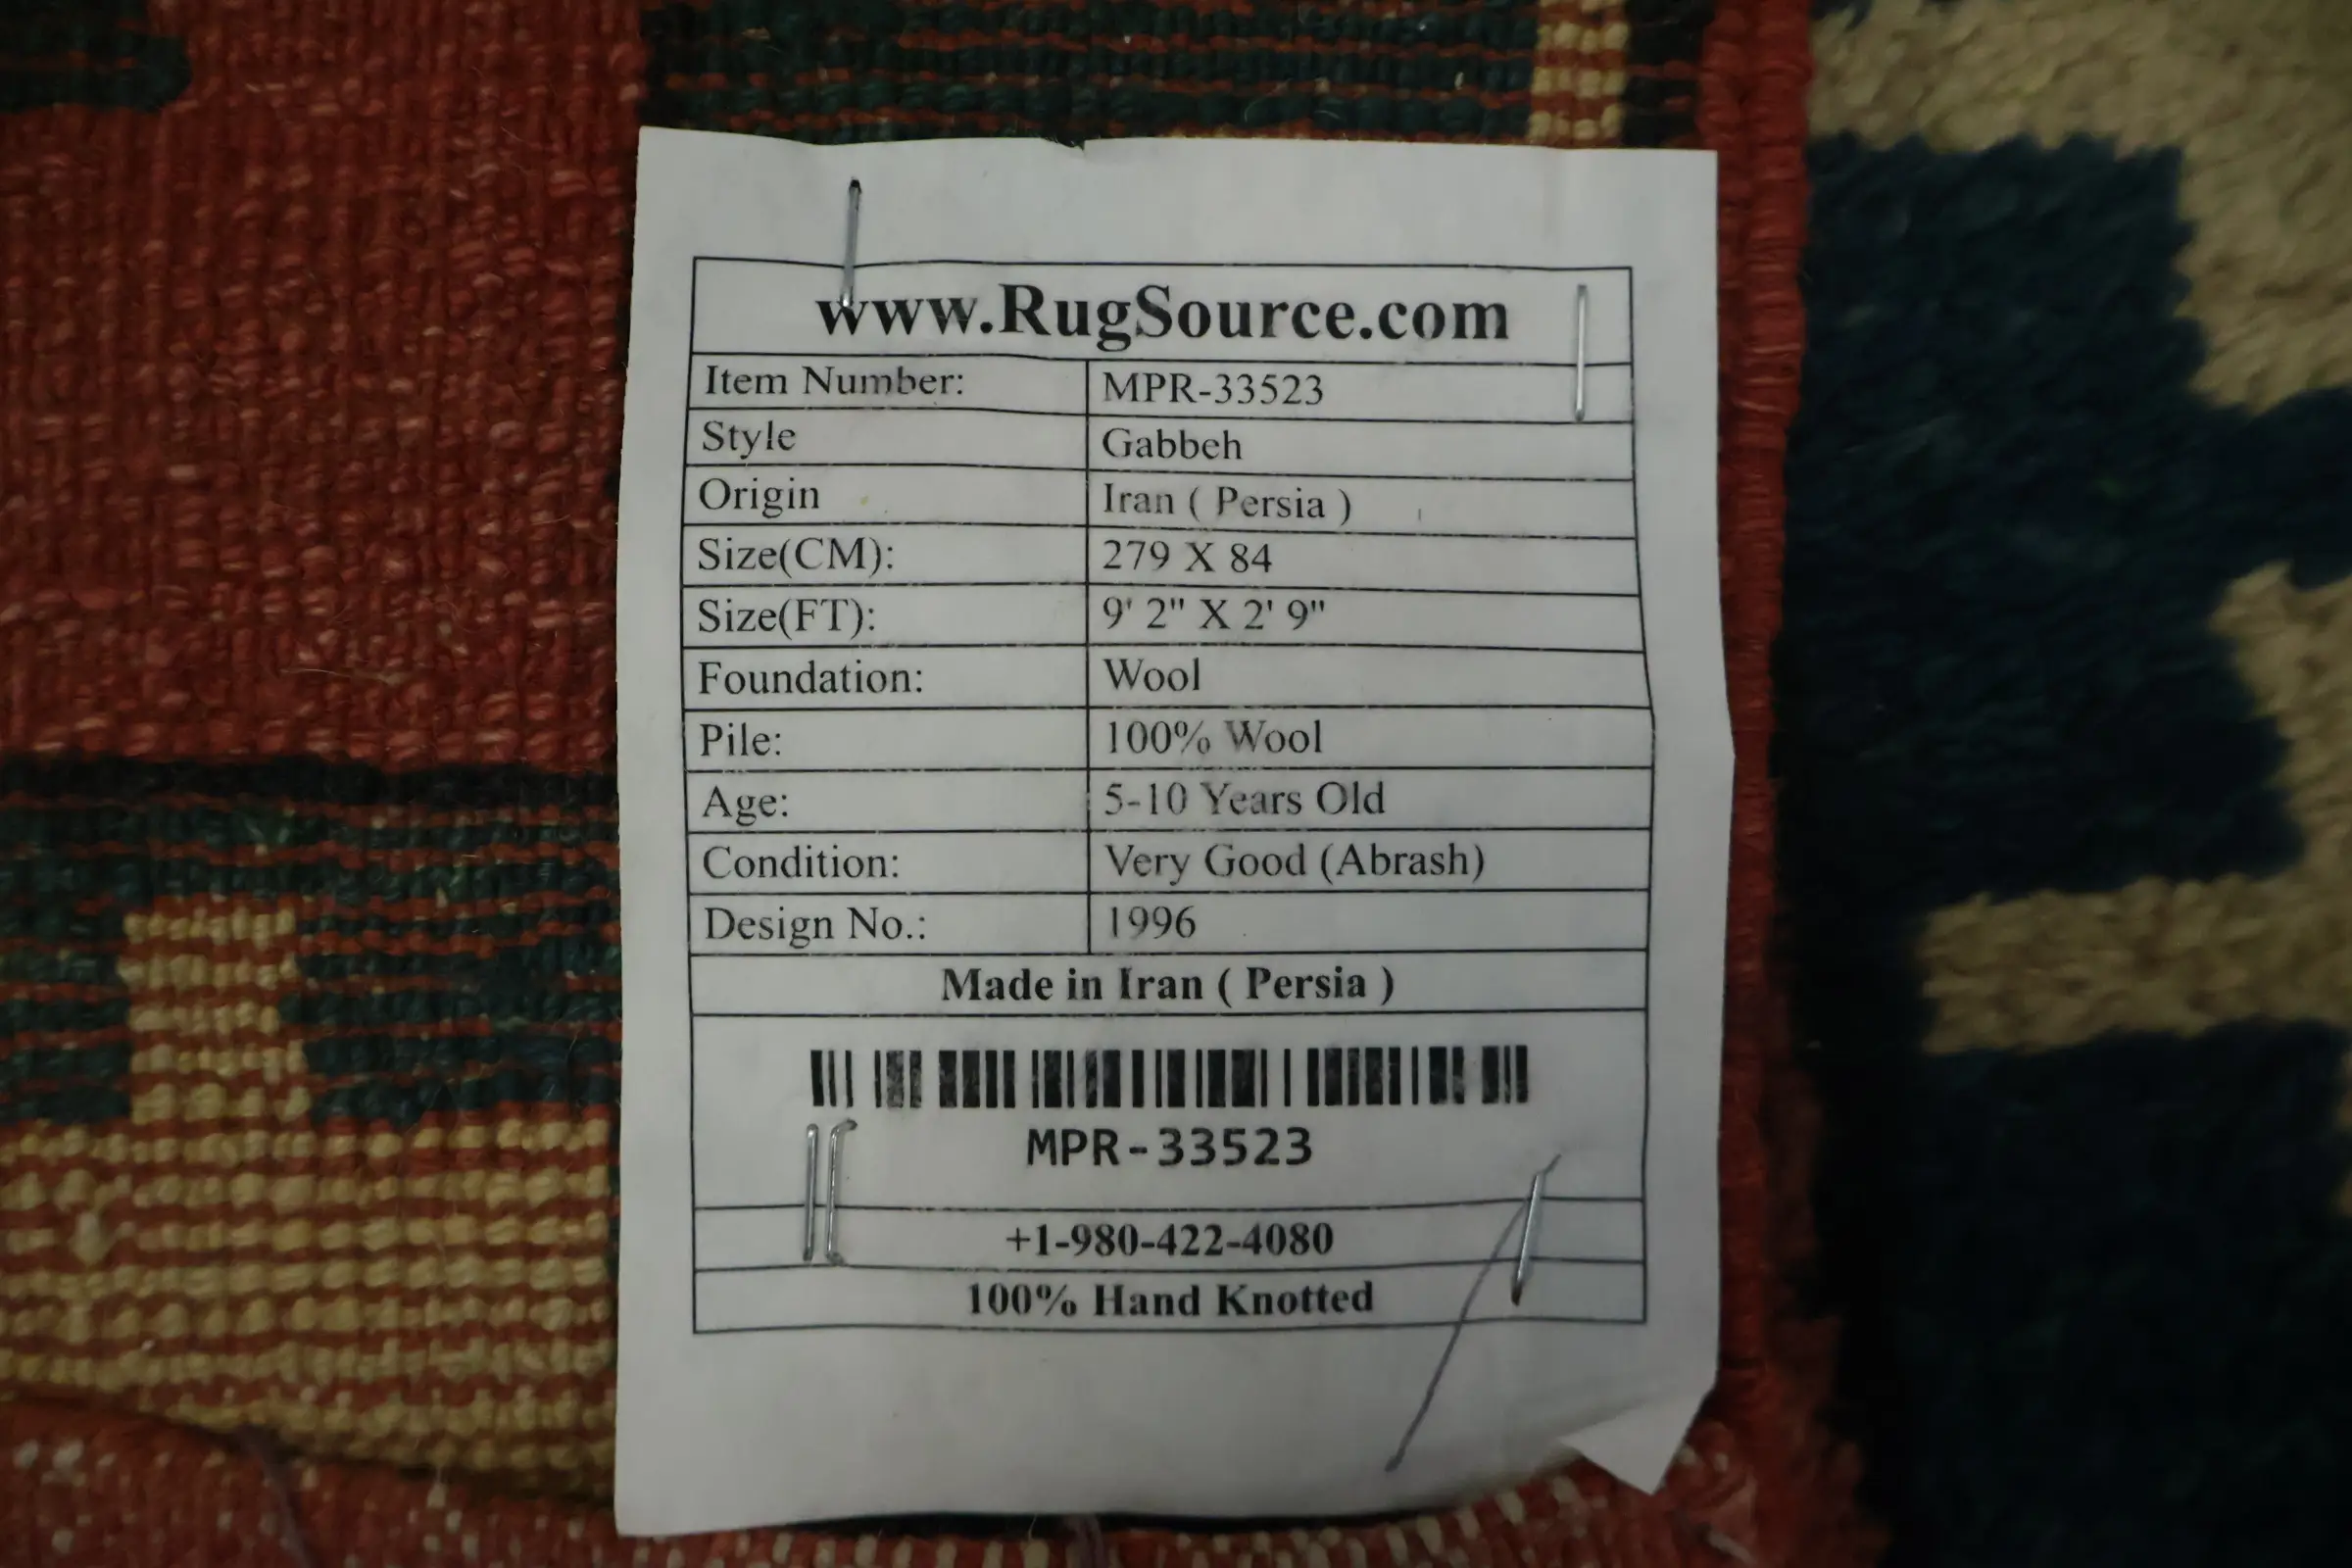 www.RugSource.com
Item Number: MPR-33523
Style Gabbeh
Origin Iran ( Persia )
Size(CM): 279 X 84
Size(FT): 9' 2" X 2' 9"
Foundation: Wool
Pile: 100% Wool
Age: 5-10 Years Old
Condition: Very Good (Abrash)
Design No.: 1996
Made in Iran ( Persia )
MPR-33523
+1-980-422-4080
100% Hand Knotted